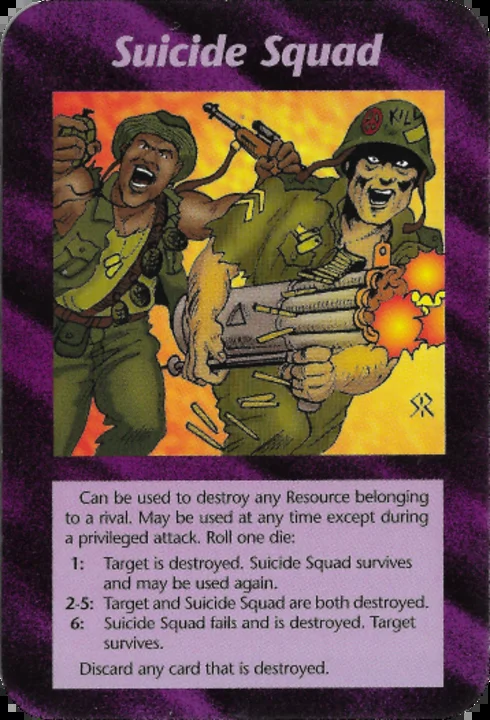 Suicide Squad
KILL
SR
Can be used to destroy any Resource belonging
to a rival. May be used at any time except during
a privileged attack. Roll one die:
1: Target is destroyed. Suicide Squad survives
and may be used again.
2-5: Target and Suicide Squad are both destroyed.
6: Suicide Squad fails and is destroyed. Target
survives.
Discard any card that is destroyed.